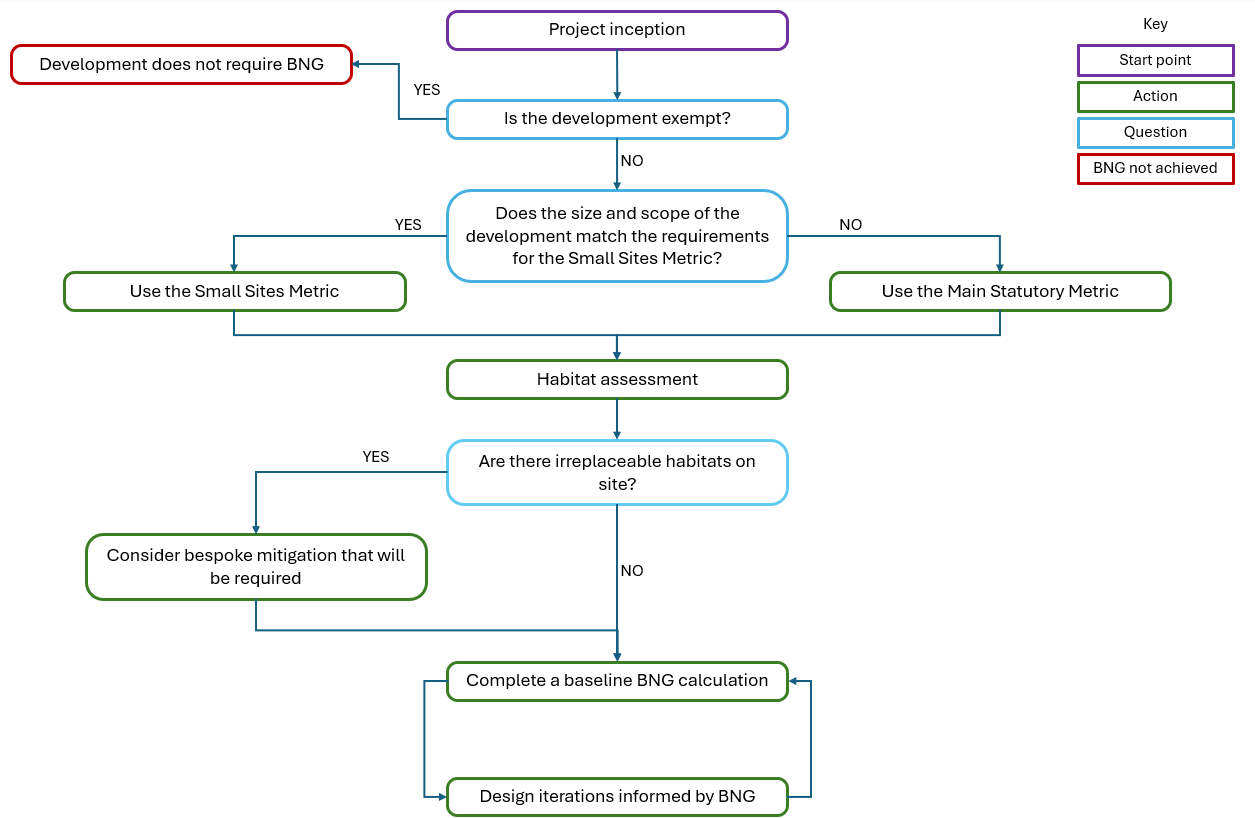 Project inception
Key
Development does not require BNG
Start point
YES
Action
Is the development exempt?
Question
NO
BNG not achieved
Does the size and scope of the
development match the requirements
for the Small Sites Metric?
YES
NO
Use the Small Sites Metric
Use the Main Statutory Metric
Habitat assessment
Are there irreplaceable habitats on
site?
YES
Consider bespoke mitigation that will
be required
NO
Complete a baseline BNG calculation
Design iterations informed by BNG